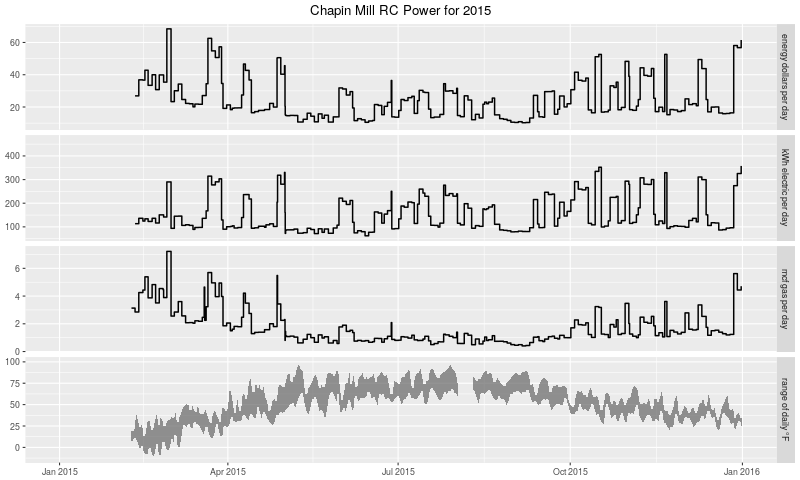 Chapin Mill RC Power for 2015
60
40
20
energy dollars per day
400
300
200
100
kWh electric per day
6
4
2
0
mcf gas per day
100
75
50
25
0
range of daily °F
Jan 2015
Apr 2015
Jul 2015
Oct 2015
Jan 2016